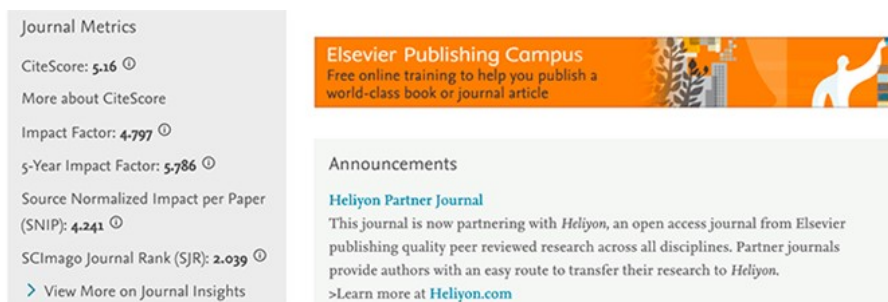 Journal Metrics
CiteScore: 5.16 ⓘ
More about CiteScore
Impact Factor: 4.797 ⓘ
5-Year Impact Factor: 5.786 ⓘ
Source Normalized Impact per Paper
(SNIP): 4.241 ⓘ
SCImago Journal Rank (SJR): 2.039 ⓘ
> View More on Journal Insights
Elsevier Publishing Campus
Free online training to help you publish a
world-class book or journal article
Announcements
Heliyon Partner Journal
This journal is now partnering with Heliyon, an open access journal from Elsevier
publishing quality peer reviewed research across all disciplines. Partner journals
provide authors with an easy route to transfer their research to Heliyon.
>Learn more at Heliyon.com